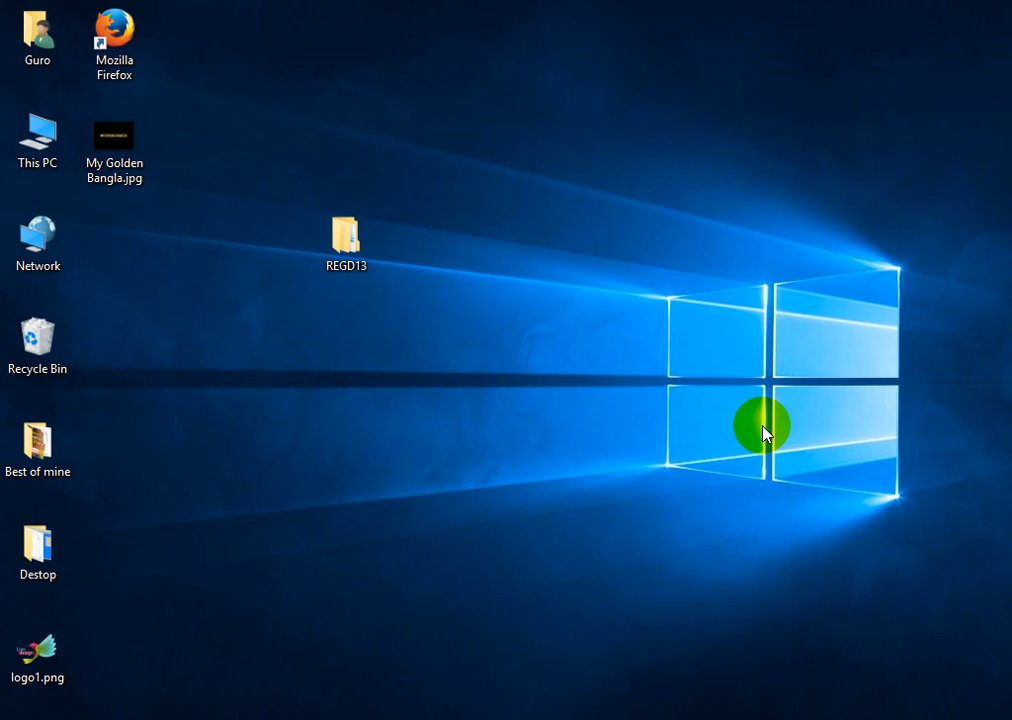 Guro
Mozilla
Firefox
This PC
My Golden
Bangla.jpg
Network
REGD13
Recycle Bin
Best of mine
Destop
logo1.png